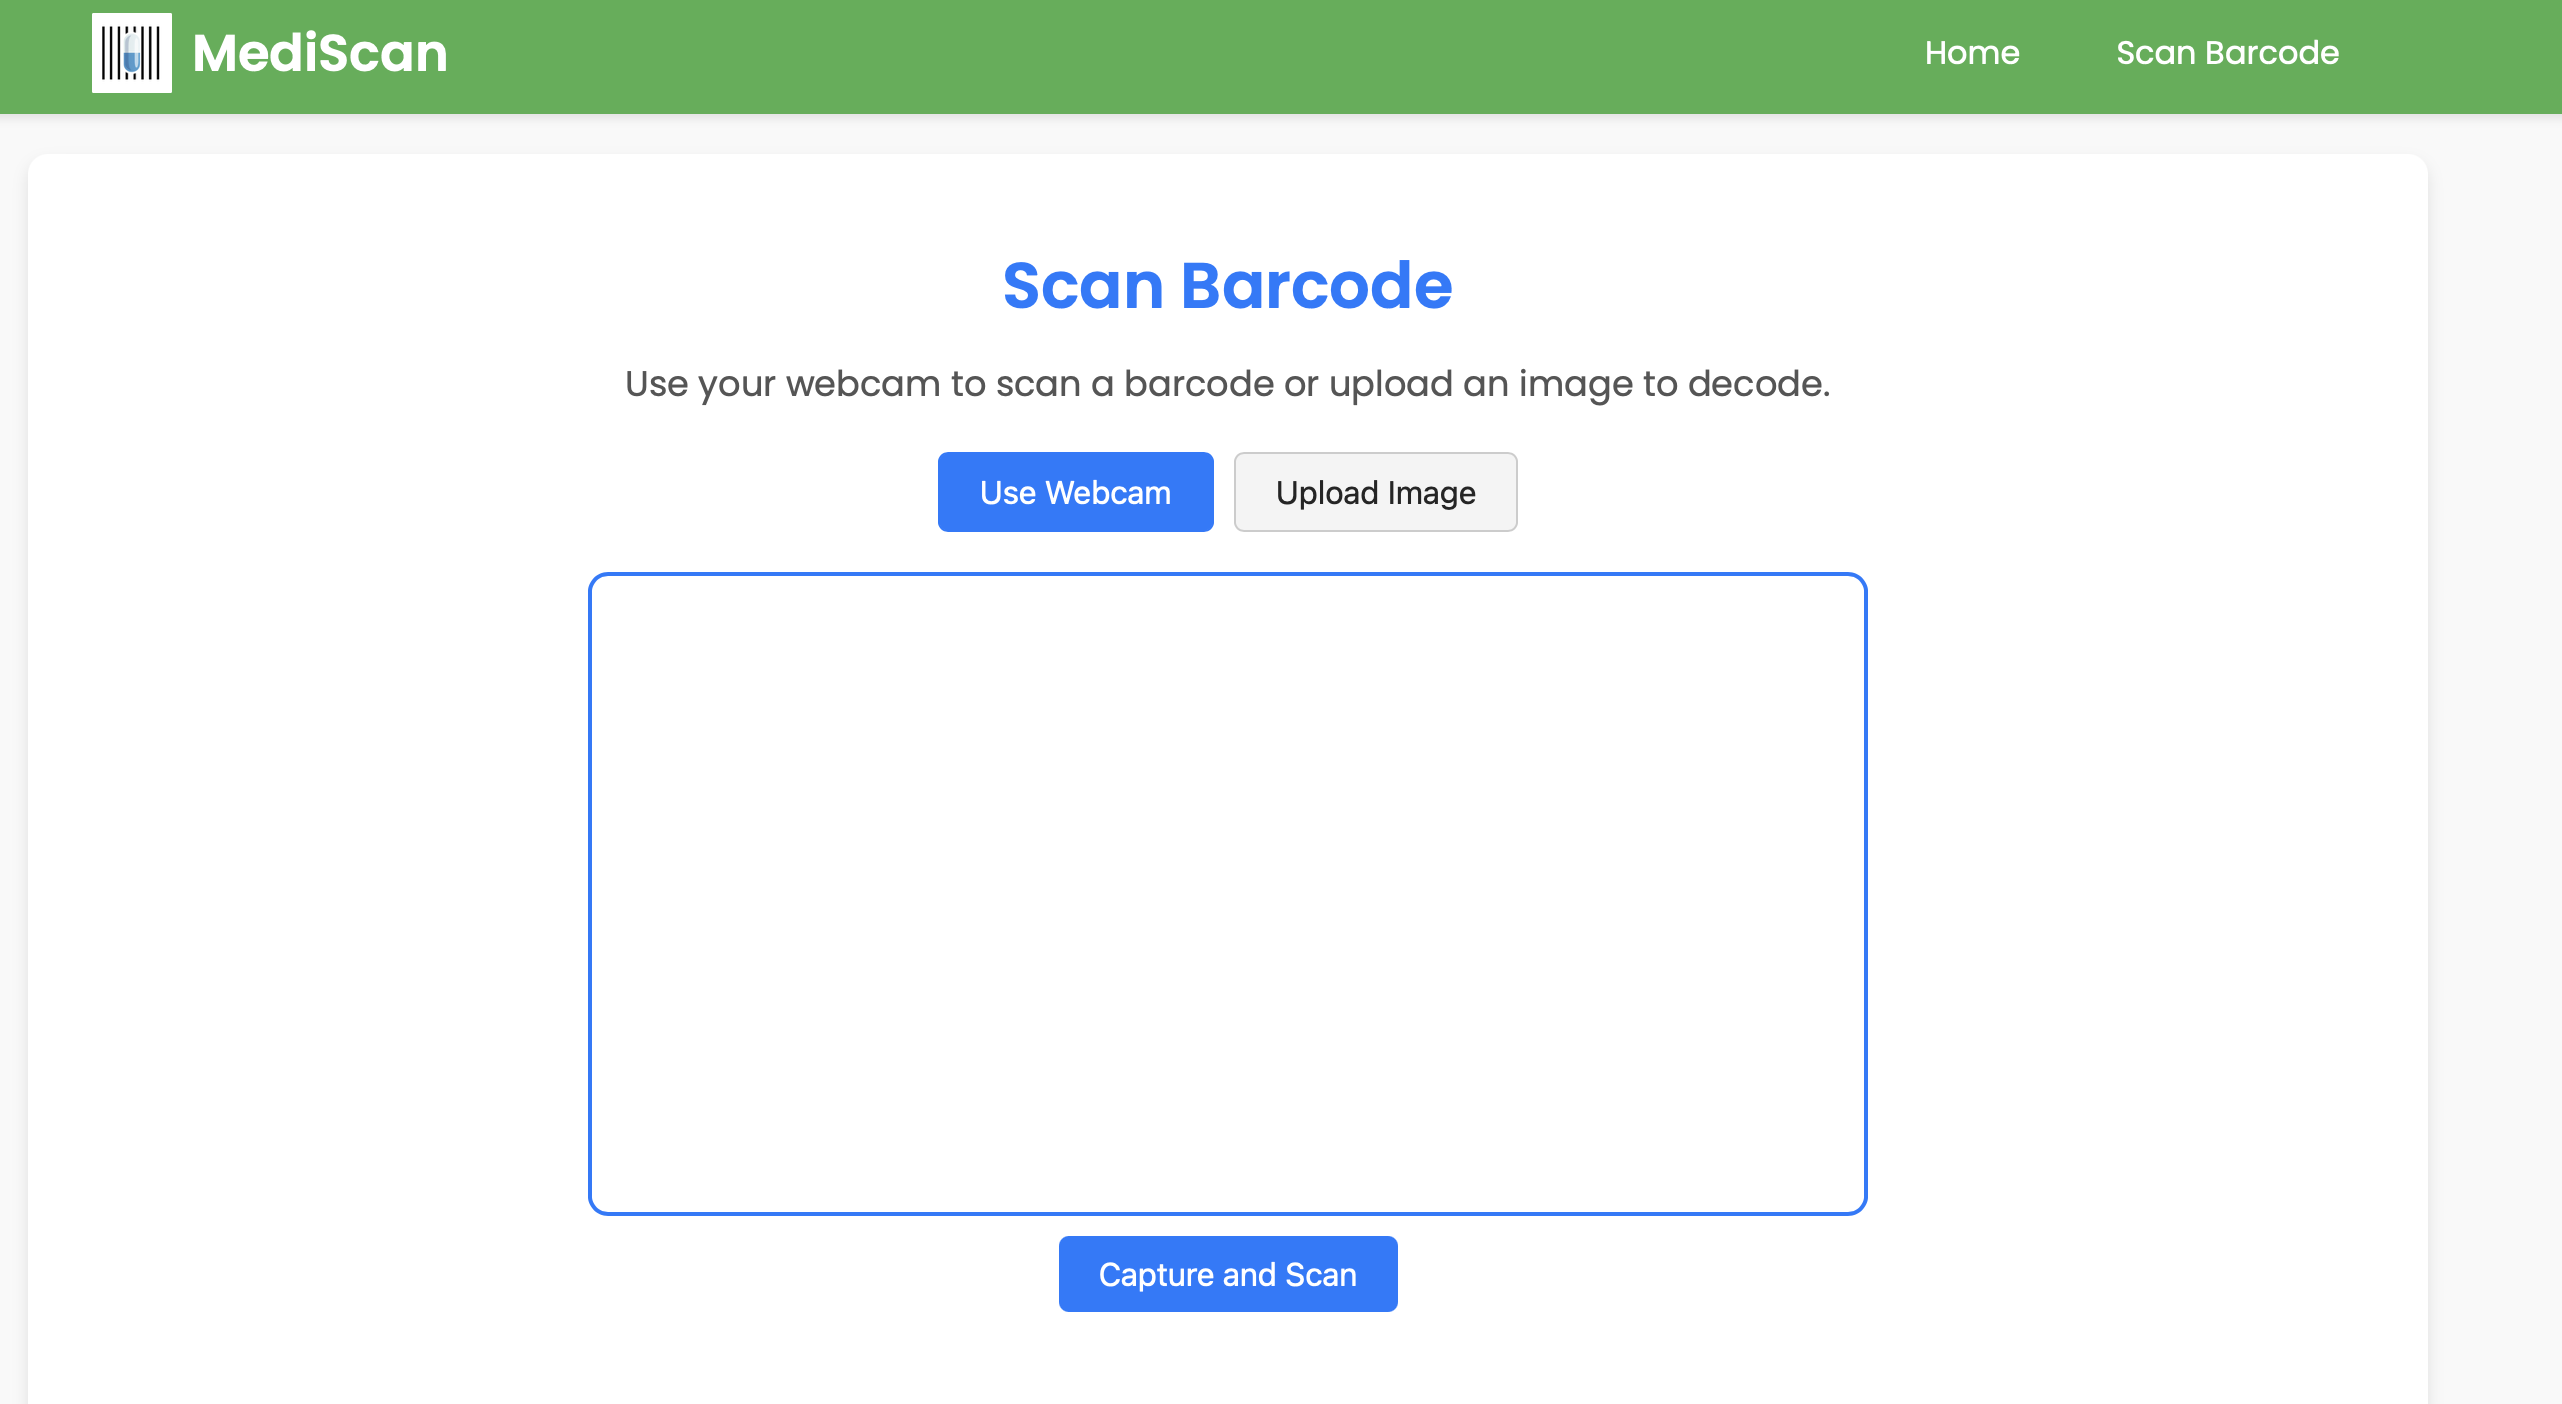 MediScan
Home
Scan Barcode
Scan Barcode
Use your webcam to scan a barcode or upload an image to decode.
Use Webcam
Upload Image
Capture and Scan